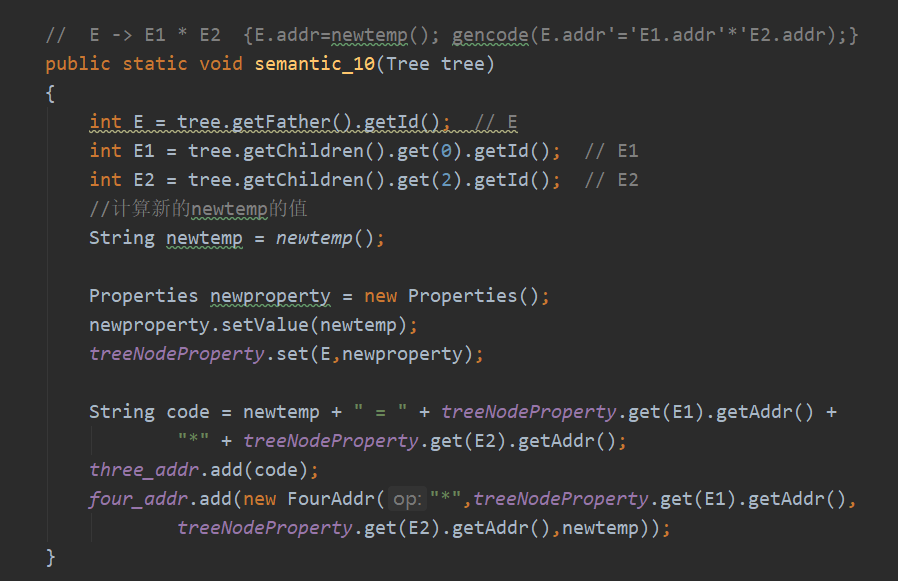 //  E -> E1 * E2  {E.addr=newtemp(); gencode(E.addr'='E1.addr'*'E2.addr);}
public static void semantic_10(Tree tree)
{
    int E = tree.getFather().getId();  // E
    int E1 = tree.getChildren().get(0).getId();  // E1
    int E2 = tree.getChildren().get(2).getId();  // E2
    //计算新的newtemp的值
    String newtemp = newtemp();
    Properties newproperty = new Properties();
    newproperty.setValue(newtemp);
    treeNodeProperty.set(E,newproperty);
    String code = newtemp + " = " + treeNodeProperty.get(E1).getAddr() +
            "*" + treeNodeProperty.get(E2).getAddr();
    three_addr.add(code);
    four_addr.add(new FourAddr( op: "*",treeNodeProperty.get(E1).getAddr(),
            treeNodeProperty.get(E2).getAddr(),newtemp));
}